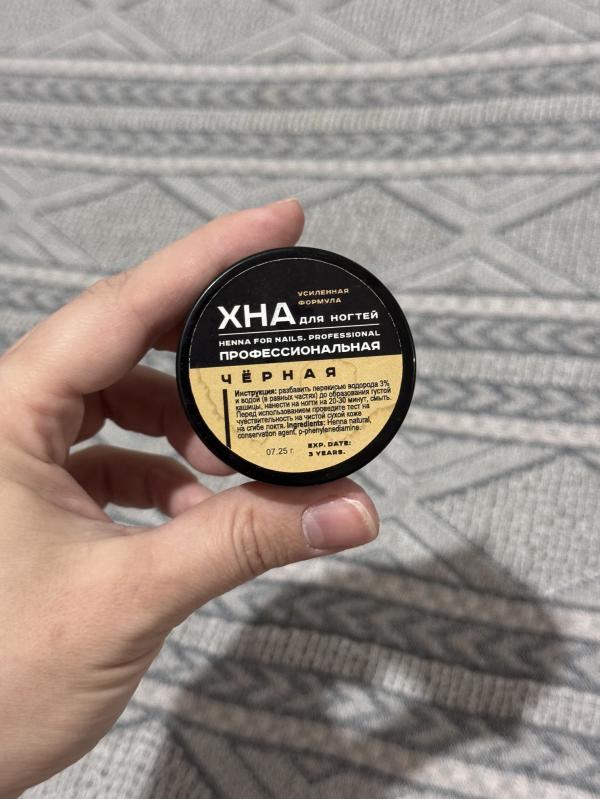 УСИЛЕННАЯ
ФОРМУЛА
ХНА ДЛЯ НОГТЕЙ
HENNA FOR NAILS. PROFESSIONAL
ПРОФЕССИОНАЛЬНАЯ
ЧЁРНАЯ
Инструкция: разбавить перекисью водорода 3%
и водой (в равных частях) до образования густой
кашицы, нанести на ногти на 20-30 минут, смыть.
Перед использованием проведите тест на
чувствительность на чистой сухой коже
на сгибе локтя. Ingredients: Henna natural,
conservation agent, p-phenylenediamine.
07.25 г.
EXP. DATE:
3 YEARS.